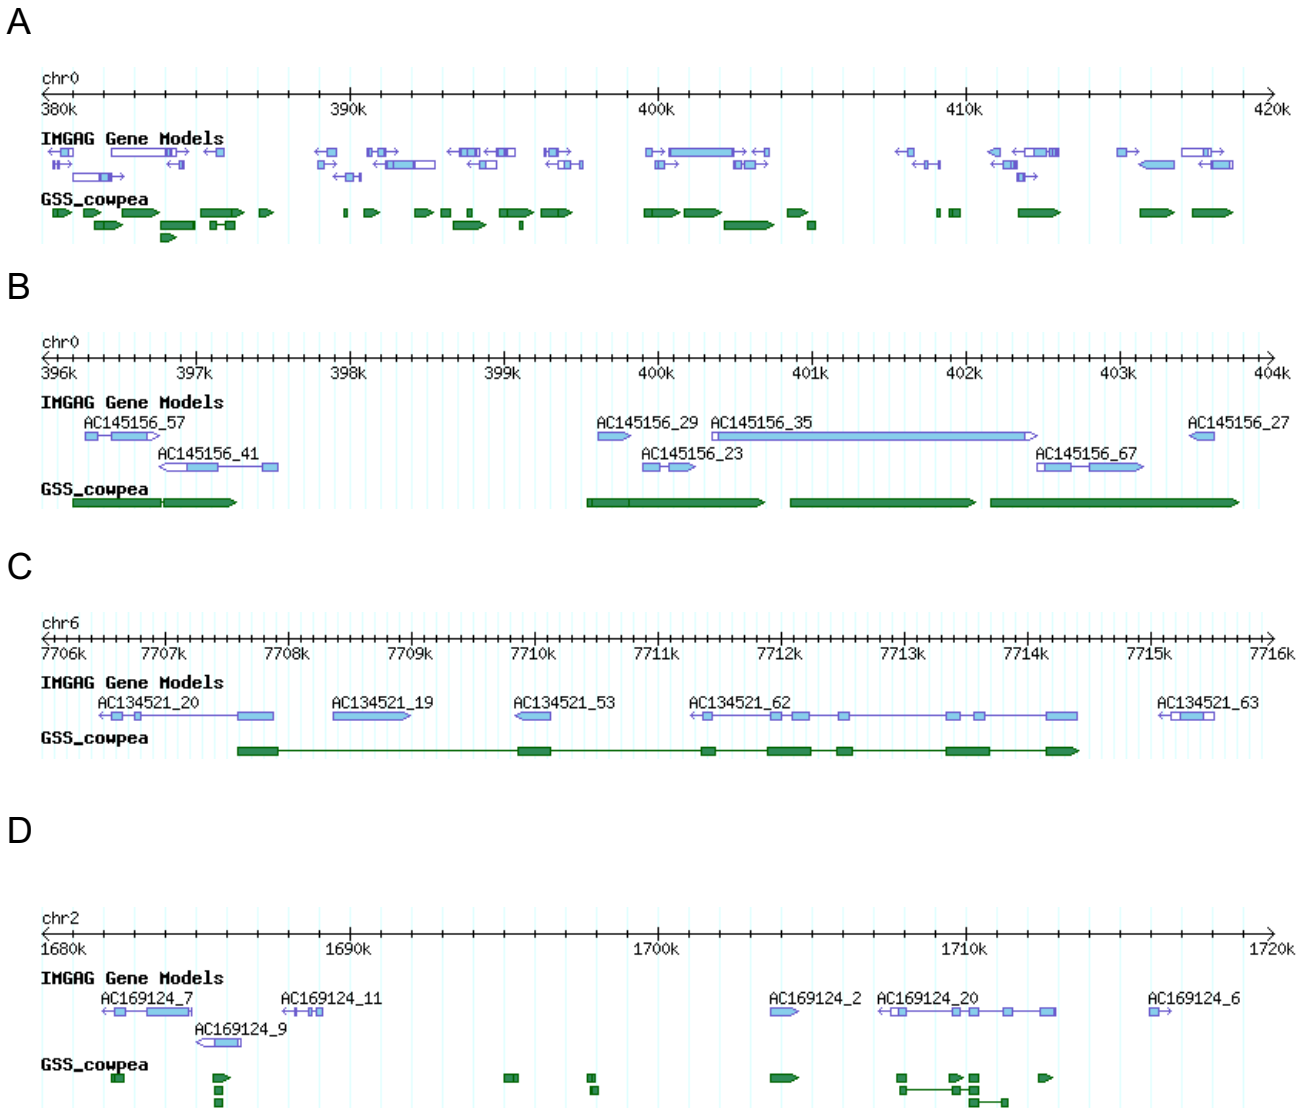 A
chr0
380k 390k 400k 410k 420k
IMGAG Gene Models
GSS_cowpea
B
chr0
396k 397k 398k 399k 400k 401k 402k 403k 404k
IMGAG Gene Models
AC145156_57 AC145156_29 AC145156_35 AC145156_27
AC145156_41 AC145156_23 AC145156_67
GSS_cowpea
C
chr6
7706k 7707k 7708k 7709k 7710k 7711k 7712k 7713k 7714k 7715k 7716k
IMGAG Gene Models
AC134521_20 AC134521_19 AC134521_53 AC134521_62 AC134521_63
GSS_cowpea
D
chr2
1680k 1690k 1700k 1710k 1720k
IMGAG Gene Models
AC169124_7 AC169124_11 AC169124_2 AC169124_20 AC169124_6
AC169124_9
GSS_cowpea